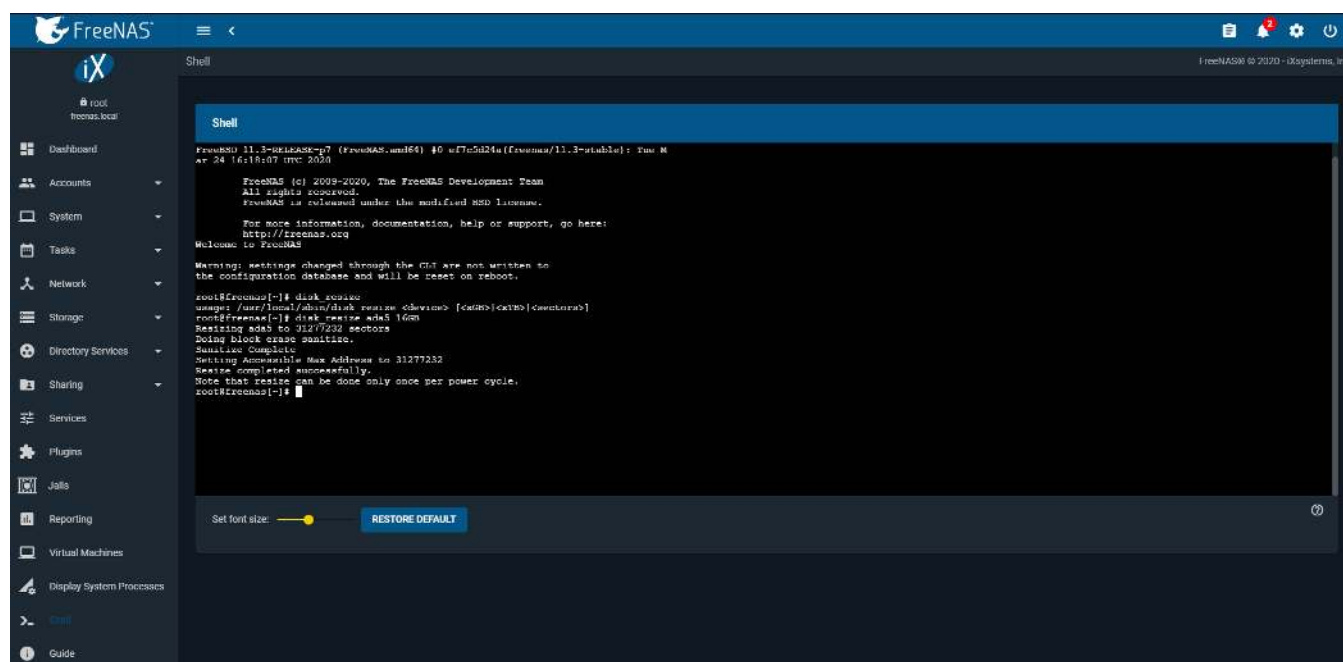 FreeNAS
2
iX
Shell
FreeNAS® © 2020 - iXsystems, In
root
freenas.local
Shell
Dashboard
Accounts
System
Tasks
Network
Storage
Directory Services
Sharing
Services
Plugins
Jails
Reporting
Virtual Machines
Display System Processes
Shell
Guide
FreeBSD 11.3-RELEASE-p7 (FreeNAS.amd64) #0 ef7c5d24a(freenas/11.3-stable): Tue M
ar 24 16:18:07 UTC 2020
FreeNAS (c) 2009-2020, The FreeNAS Development Team
All rights reserved.
FreeNAS is released under the modified BSD license.
For more information, documentation, help or support, go here:
http://freenas.org
Welcome to FreeNAS
Warning: settings changed through the CLI are not written to
the configuration database and will be reset on reboot.
root@freenas[~]# disk_resize
usage: /usr/local/sbin/disk_resize <device> [<xGB>|<xTB>|<sectors>]
root@freenas[~]# disk_resize ada5 16GB
Resizing ada5 to 31277232 sectors
Doing block erase sanitize.
Sanitize Complete
Setting Accessible Max Address to 31277232
Resize completed successfully.
Note that resize can be done only once per power cycle.
root@freenas[~]#
Set font size:
RESTORE DEFAULT